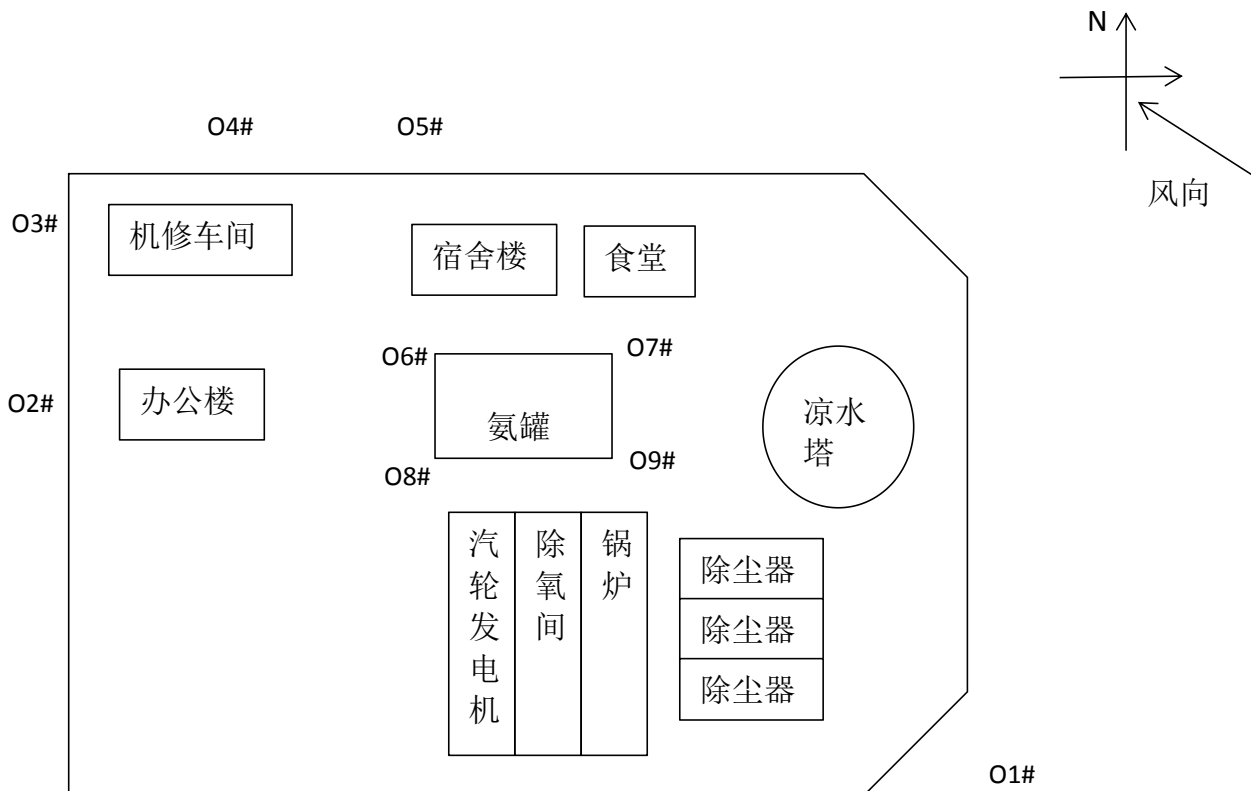 N
风向
O4#
O5#
O3#
机修车间
宿舍楼
食堂
O6#
O7#
O2#
办公楼
氨罐
凉水
塔
O8#
O9#
汽轮发电机
除氧间
锅炉
除尘器
除尘器
除尘器
O1#